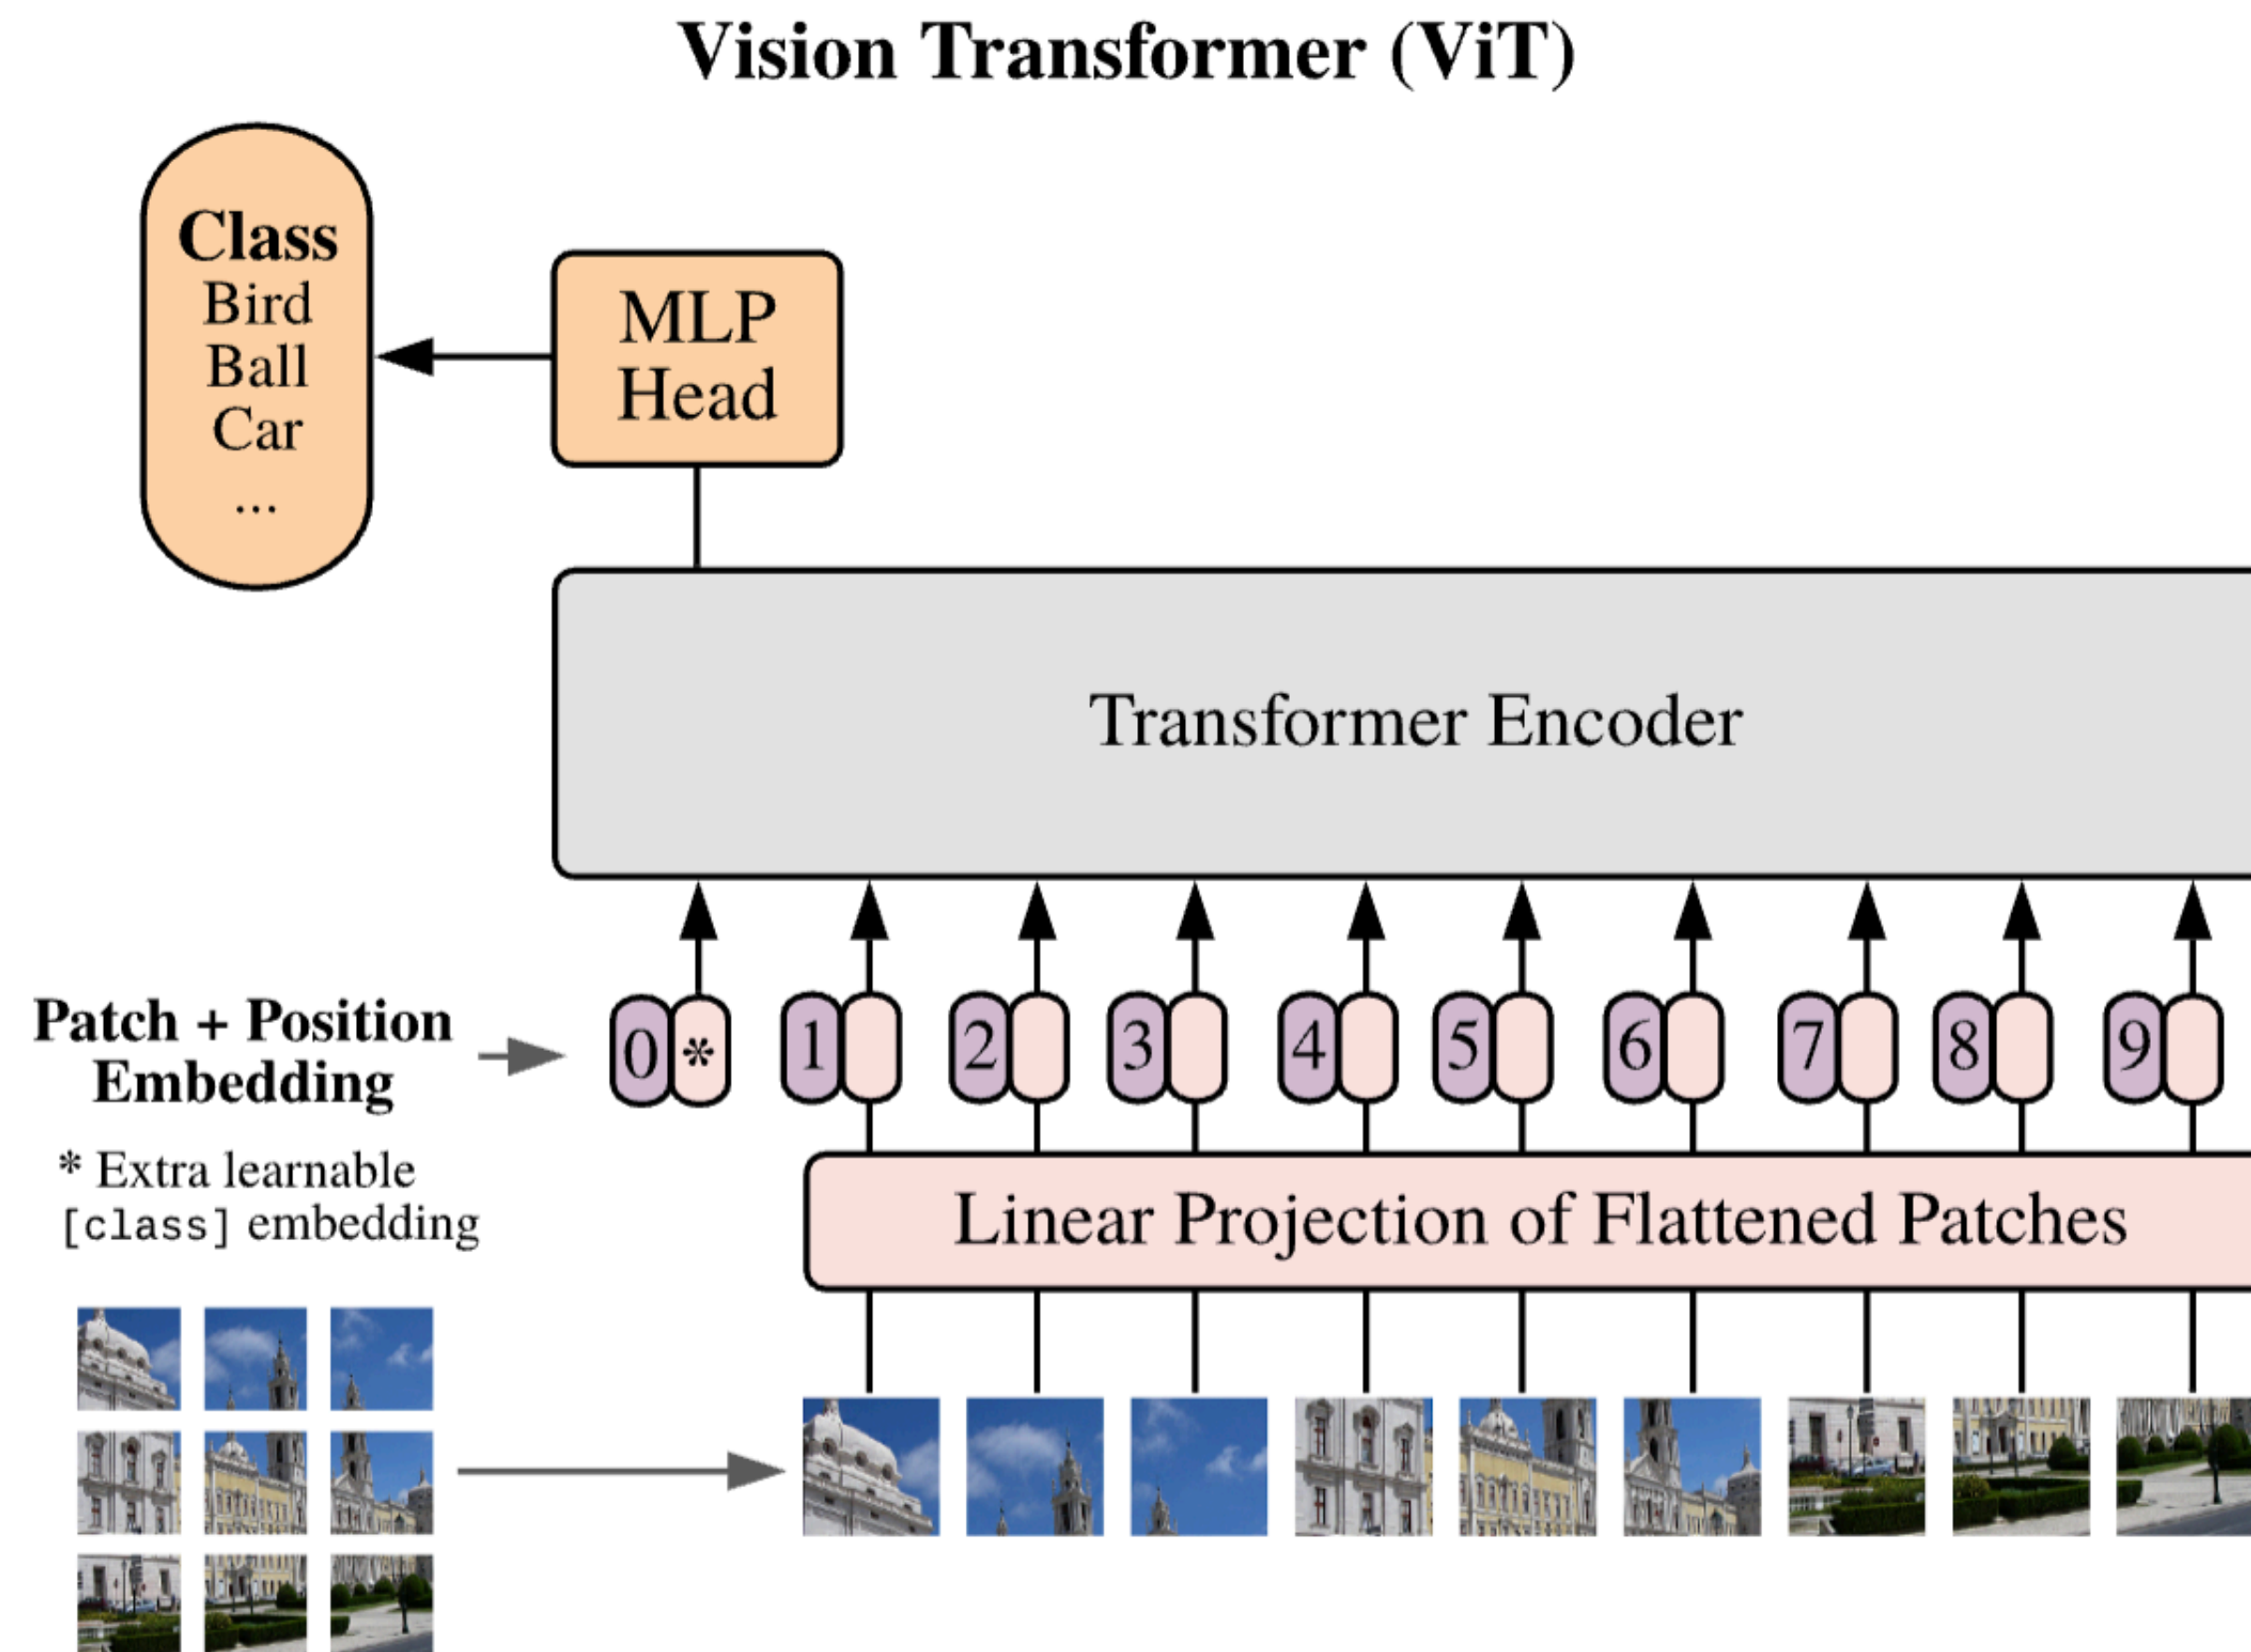 Vision Transformer (ViT)
Class
Bird
Ball
Car
...
MLP
Head
Transformer Encoder
Patch + Position
Embedding
0 * 1 2 3 4 5 6 7 8 9
* Extra learnable
[class] embedding
Linear Projection of Flattened Patches